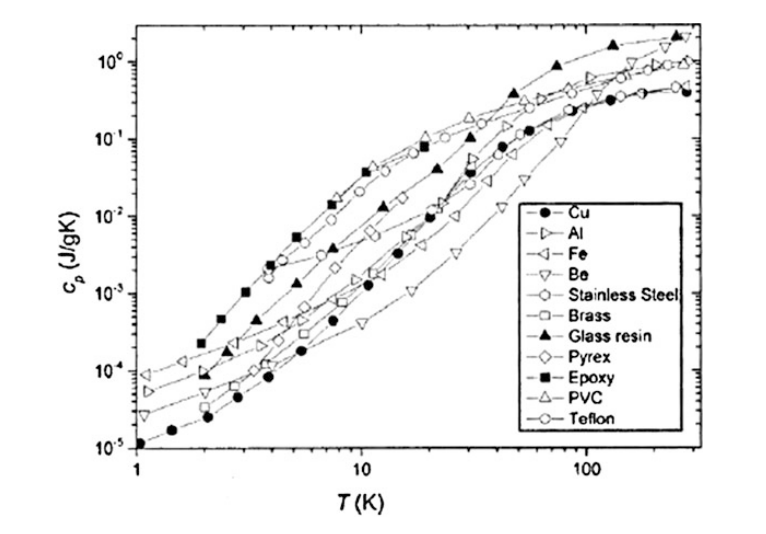 10⁰
10⁻¹
10⁻²
10⁻³
10⁻⁴
10⁻⁵
cₚ (J/gK)
1
10
100
T (K)
Cu
Al
Fe
Be
Stainless Steel
Brass
Glass resin
Pyrex
Epoxy
PVC
Teflon